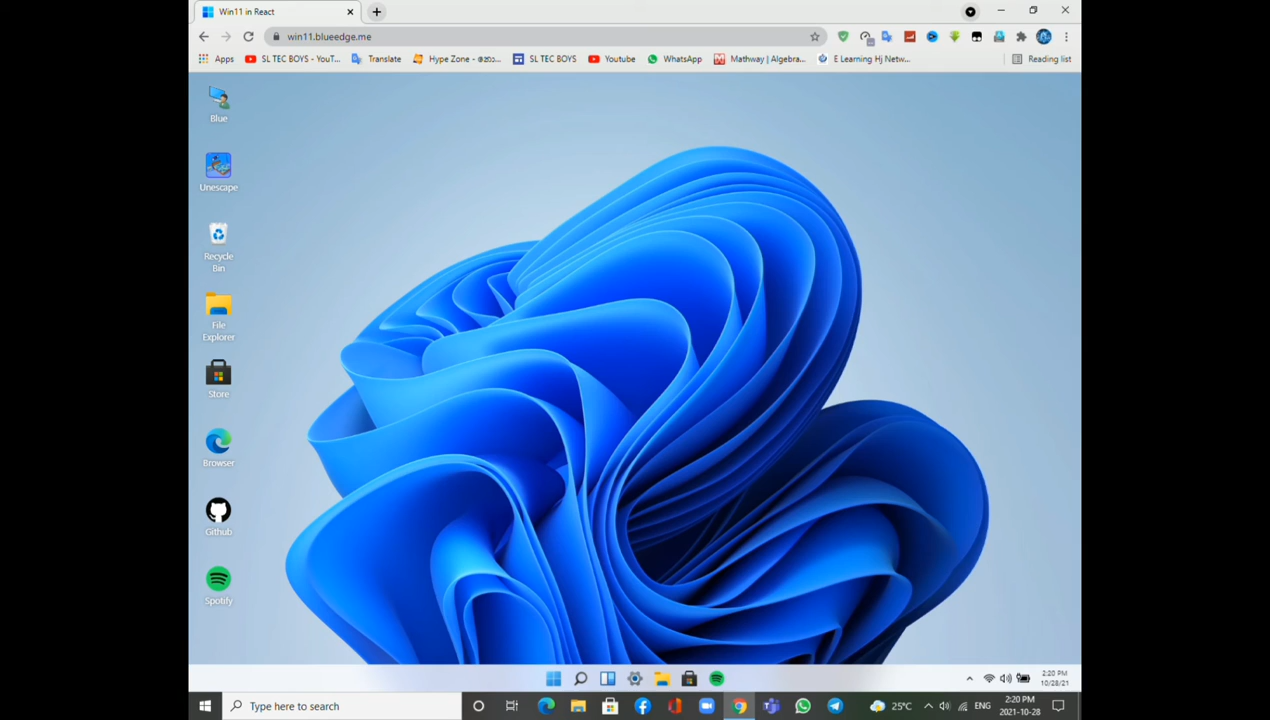 Win11 in React
win11.blueedge.me
Apps SL TEC BOYS - YouT... Translate SL TEC BOYS Youtube WhatsApp Mathway | Algebra... E Learning Hj Netw... Reading list
Blue
Unescape
Recycle
Bin
File
Explorer
Store
Browser
Github
Spotify
2:20 PM
10/28/21
Type here to search
25°C ENG
2:20 PM
2021-10-28